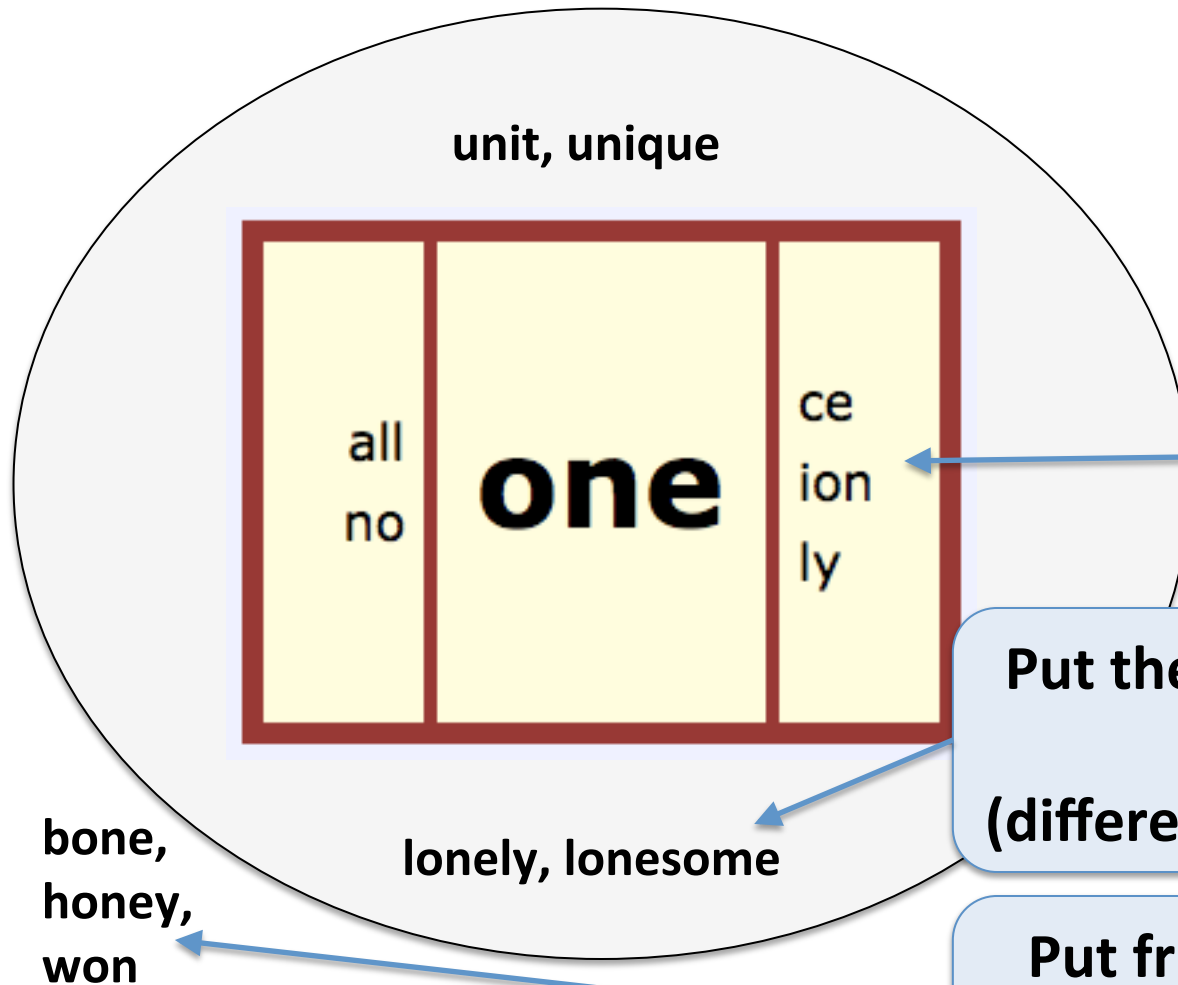 unit, unique
all
no
one
ce
ion
ly
Put the
(differe
bone,
honey,
won
lonely, lonesome
Put fr